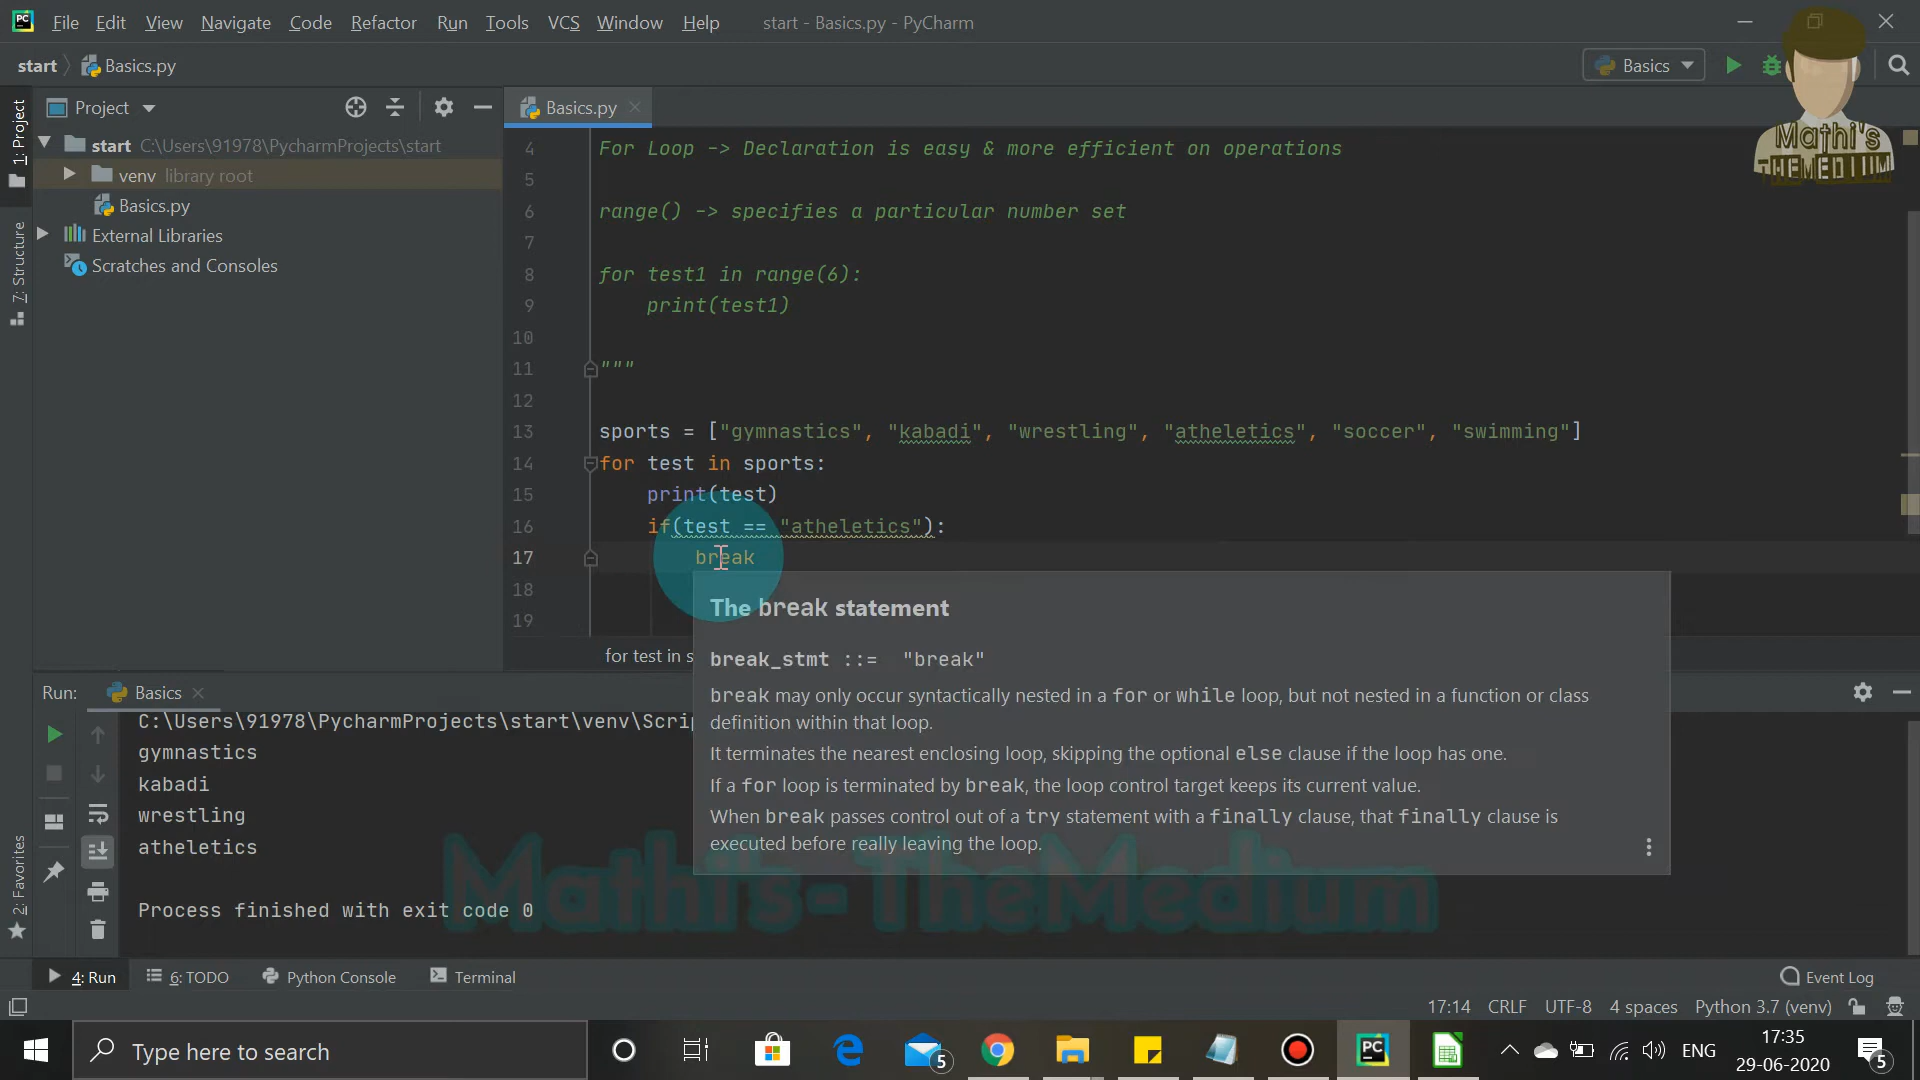 File Edit View Navigate Code Refactor Run Tools VCS Window Help start - Basics.py - PyCharm
start Basics.py Basics
Project Basics.py
1: Project
7: Structure
2: Favorites
start C:\Users\91978\PycharmProjects\start
venv library root
Basics.py
External Libraries
Scratches and Consoles
4 For Loop -> Declaration is easy & more efficient on operations
5
6 range() -> specifies a particular number set
7
8 for test1 in range(6):
9 print(test1)
10
11 """
12
13 sports = ["gymnastics", "kabadi", "wrestling", "atheletics", "soccer", "swimming"]
14 for test in sports:
15 print(test)
16 if(test == "atheletics"):
17 break
18
19
for test in s
The break statement
break_stmt ::= "break"
break may only occur syntactically nested in a for or while loop, but not nested in a function or class
definition within that loop.
It terminates the nearest enclosing loop, skipping the optional else clause if the loop has one.
If a for loop is terminated by break, the loop control target keeps its current value.
When break passes control out of a try statement with a finally clause, that finally clause is
executed before really leaving the loop.
Run: Basics
C:\Users\91978\PycharmProjects\start\venv\Scrip
gymnastics
kabadi
wrestling
atheletics
Process finished with exit code 0
Mathi's-TheMedium
Mathi's
THEMEDIUM
4: Run 6: TODO Python Console Terminal Event Log
17:14 CRLF UTF-8 4 spaces Python 3.7 (venv)
Type here to search
5
ENG
17:35
29-06-2020
5